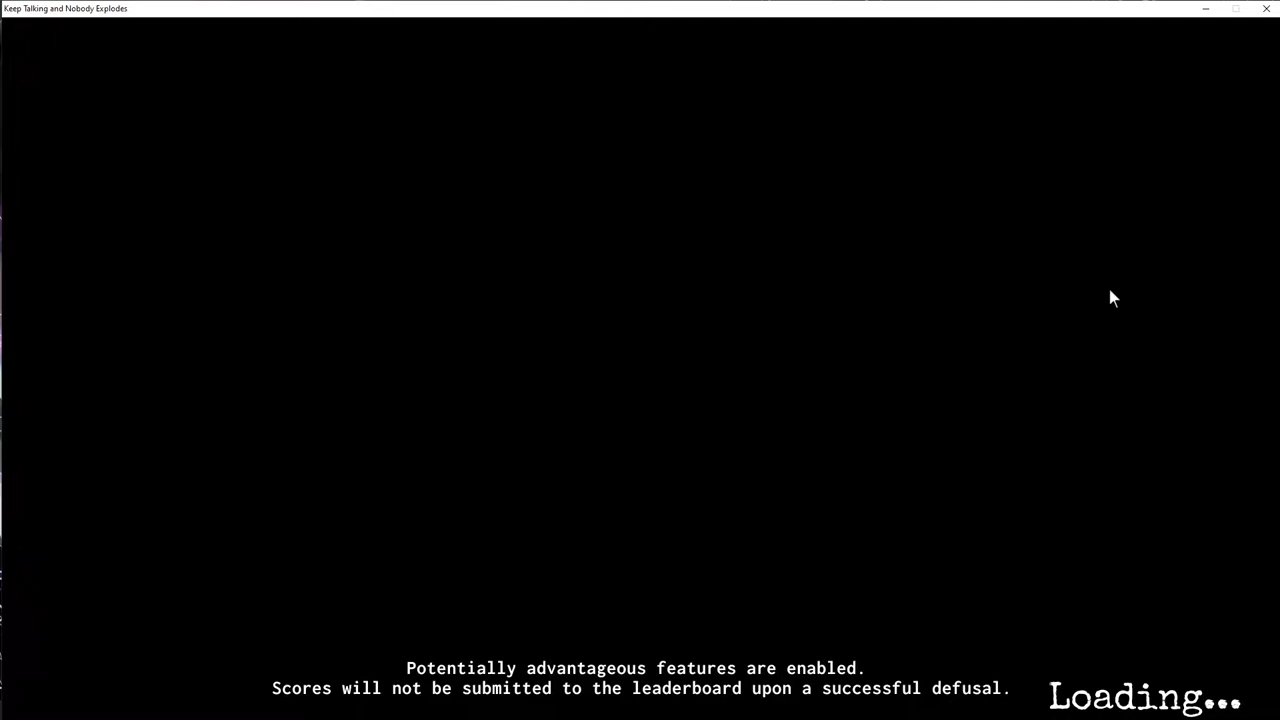 Keep Talking and Nobody Explodes
Potentially advantageous features are enabled.
Scores will not be submitted to the leaderboard upon a successful defusal.
Loading...